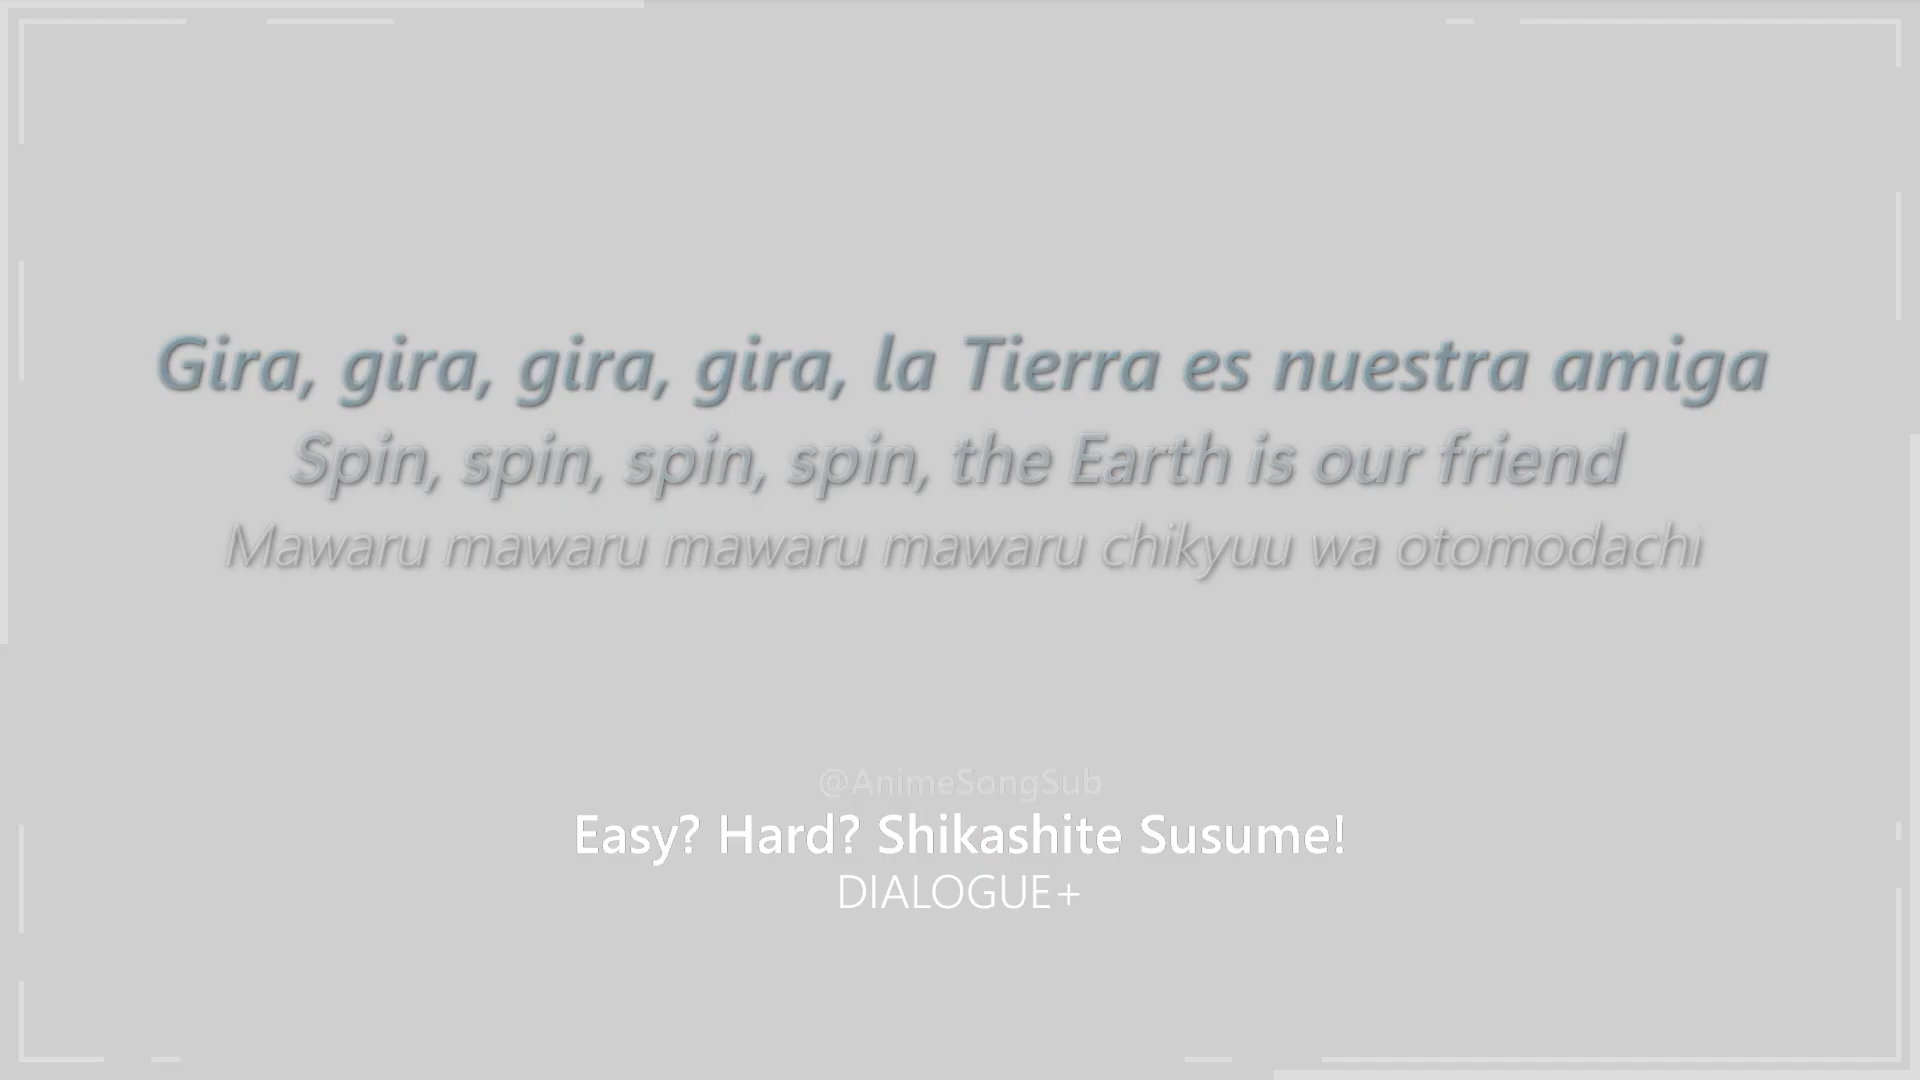 Gira, gira, gira, gira, la Tierra es nuestra amiga
Spin, spin, spin, spin, the Earth is our friend
Mawaru mawaru mawaru mawaru chikyuu wa otomodachi
@AnimeSongSub
Easy? Hard? Shikashite Susume!
DIALOGUE+